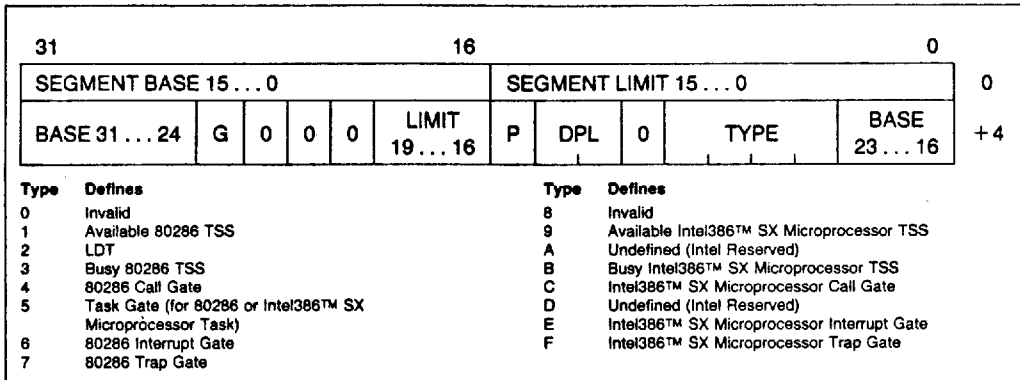 31 16 0
SEGMENT BASE 15 . . . 0 SEGMENT LIMIT 15 . . . 0 0
BASE 31 . . . 24 G 0 0 0 LIMIT 19 . . . 16 P DPL 0 TYPE BASE 23 . . . 16 +4
Type Defines
0 Invalid
1 Available 80286 TSS
2 LDT
3 Busy 80286 TSS
4 80286 Call Gate
5 Task Gate (for 80286 or Intel386™ SX
Microprocessor Task)
6 80286 Interrupt Gate
7 80286 Trap Gate
Type Defines
8 Invalid
9 Available Intel386™ SX Microprocessor TSS
A Undefined (Intel Reserved)
B Busy Intel386™ SX Microprocessor TSS
C Intel386™ SX Microprocessor Call Gate
D Undefined (Intel Reserved)
E Intel386™ SX Microprocessor Interrupt Gate
F Intel386™ SX Microprocessor Trap Gate